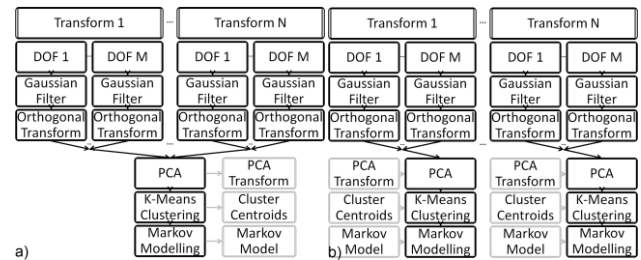 Transform 1 ... Transform N Transform 1 ... Transform N
DOF 1 DOF M DOF 1 DOF M DOF 1 DOF M DOF 1 DOF M
Gaussian Gaussian Gaussian Gaussian Gaussian Gaussian Gaussian Gaussian
Filter Filter Filter Filter Filter Filter Filter Filter
Orthogonal Orthogonal Orthogonal Orthogonal Orthogonal Orthogonal Orthogonal Orthogonal
Transform Transform Transform Transform Transform Transform Transform Transform
PCA PCA PCA PCA PCA PCA
Transform Transform Transform
K-Means Cluster Cluster K-Means Cluster K-Means
Clustering Centroids Centroids Clustering Centroids Clustering
Markov Markov Markov Markov Markov Markov
a) Modelling Model b) Model Modelling Model Modelling